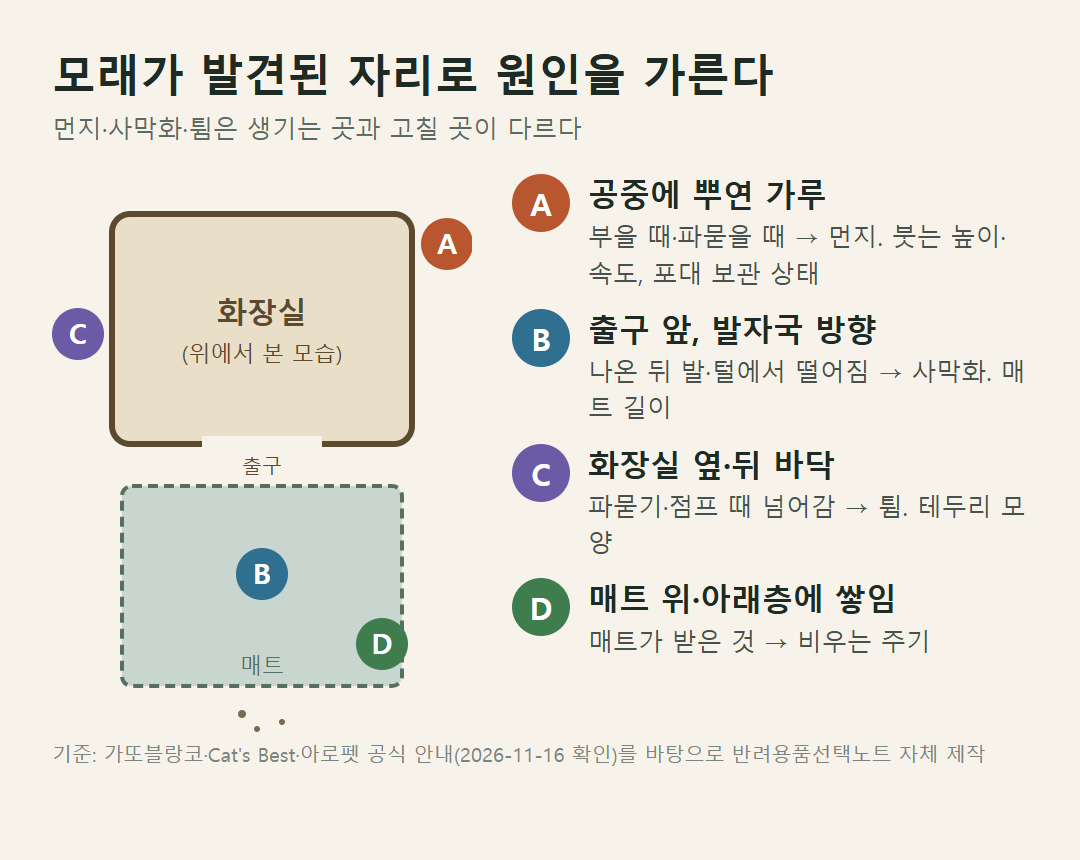 모래가 발견된 자리로 원인을 가른다
먼지·사막화·튐은 생기는 곳과 고칠 곳이 다르다
A
C
화장실
(위에서 본 모습)
출구
B
D
매트
A
공중에 뿌연 가루
부을 때·파묻을 때 → 먼지. 붓는 높이·
속도, 포대 보관 상태
B
출구 앞, 발자국 방향
나온 뒤 발·털에서 떨어짐 → 사막화. 매
트 길이
C
화장실 옆·뒤 바닥
파묻기·점프 때 넘어감 → 튐. 테두리 모
양
D
매트 위·아래층에 쌓임
매트가 받은 것 → 비우는 주기
기준: 가또블랑코·Cat's Best·아로펫 공식 안내(2026-11-16 확인)를 바탕으로 반려용품선택노트 자체 제작